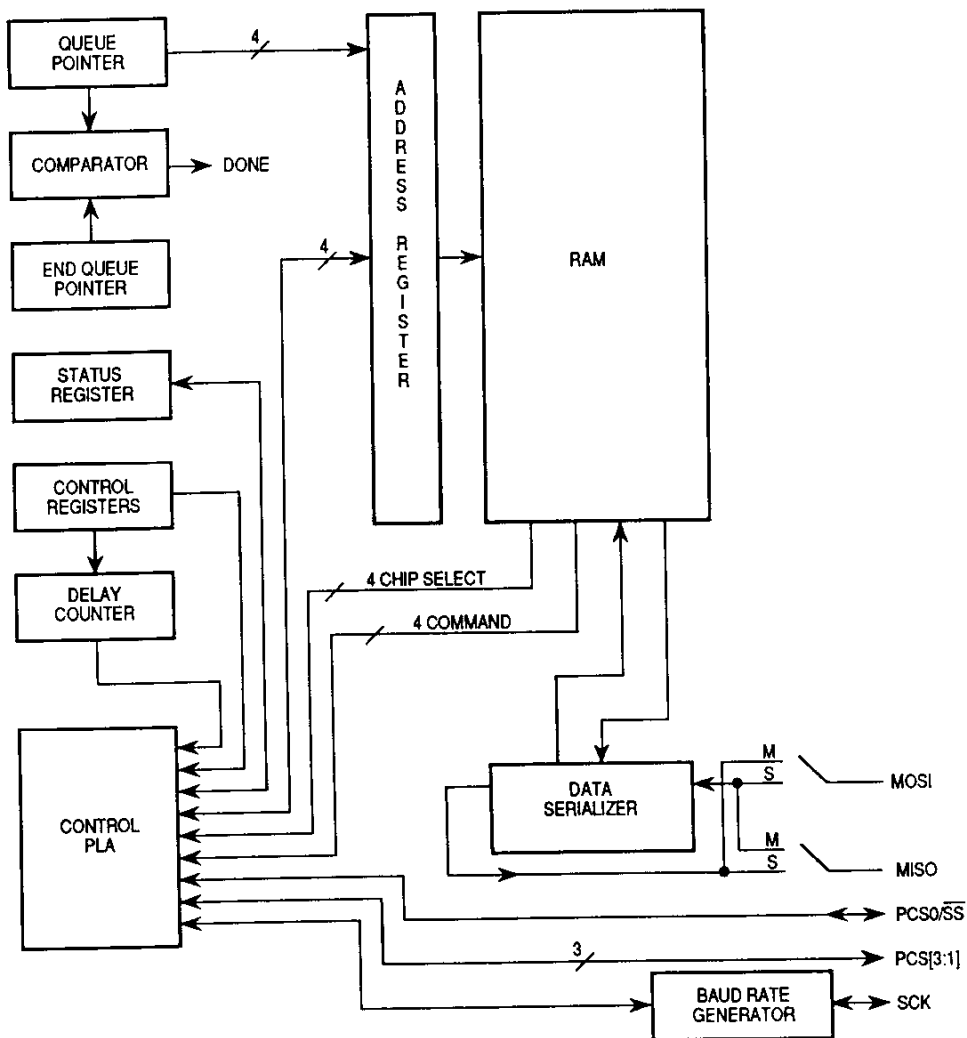 QUEUE
POINTER
4
COMPARATOR
DONE
END QUEUE
POINTER
4
ADDRESS REGISTER
RAM
STATUS
REGISTER
CONTROL
REGISTERS
DELAY
COUNTER
4 CHIP SELECT
4 COMMAND
CONTROL
PLA
DATA
SERIALIZER
M
S
MOSI
M
S
MISO
PCS0/S̅S̅
3
PCS[3:1]
BAUD RATE
GENERATOR
SCK